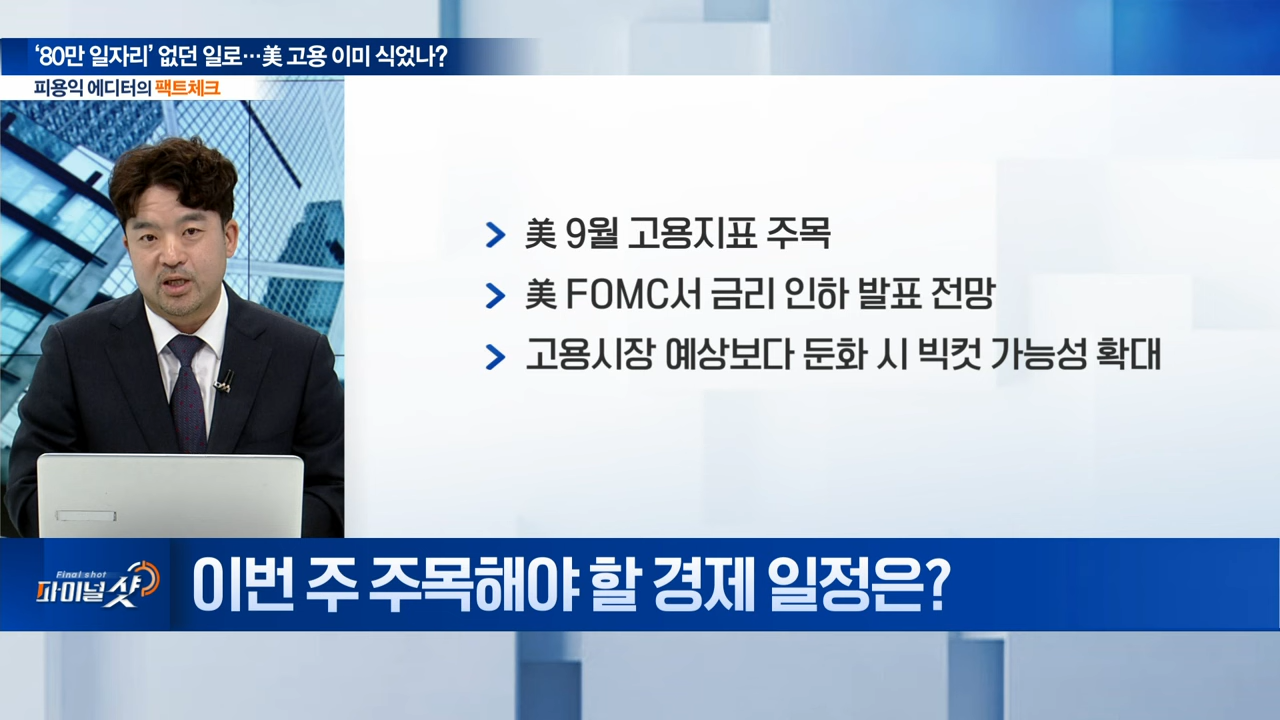 ‘80만 일자리’ 없던 일로…美 고용 이미 식었나?
피용익 에디터의 팩트체크
美 9월 고용지표 주목
美 FOMC서 금리 인하 발표 전망
고용시장 예상보다 둔화 시 빅컷 가능성 확대
Final shot
파이널 샷
이번 주 주목해야 할 경제 일정은?